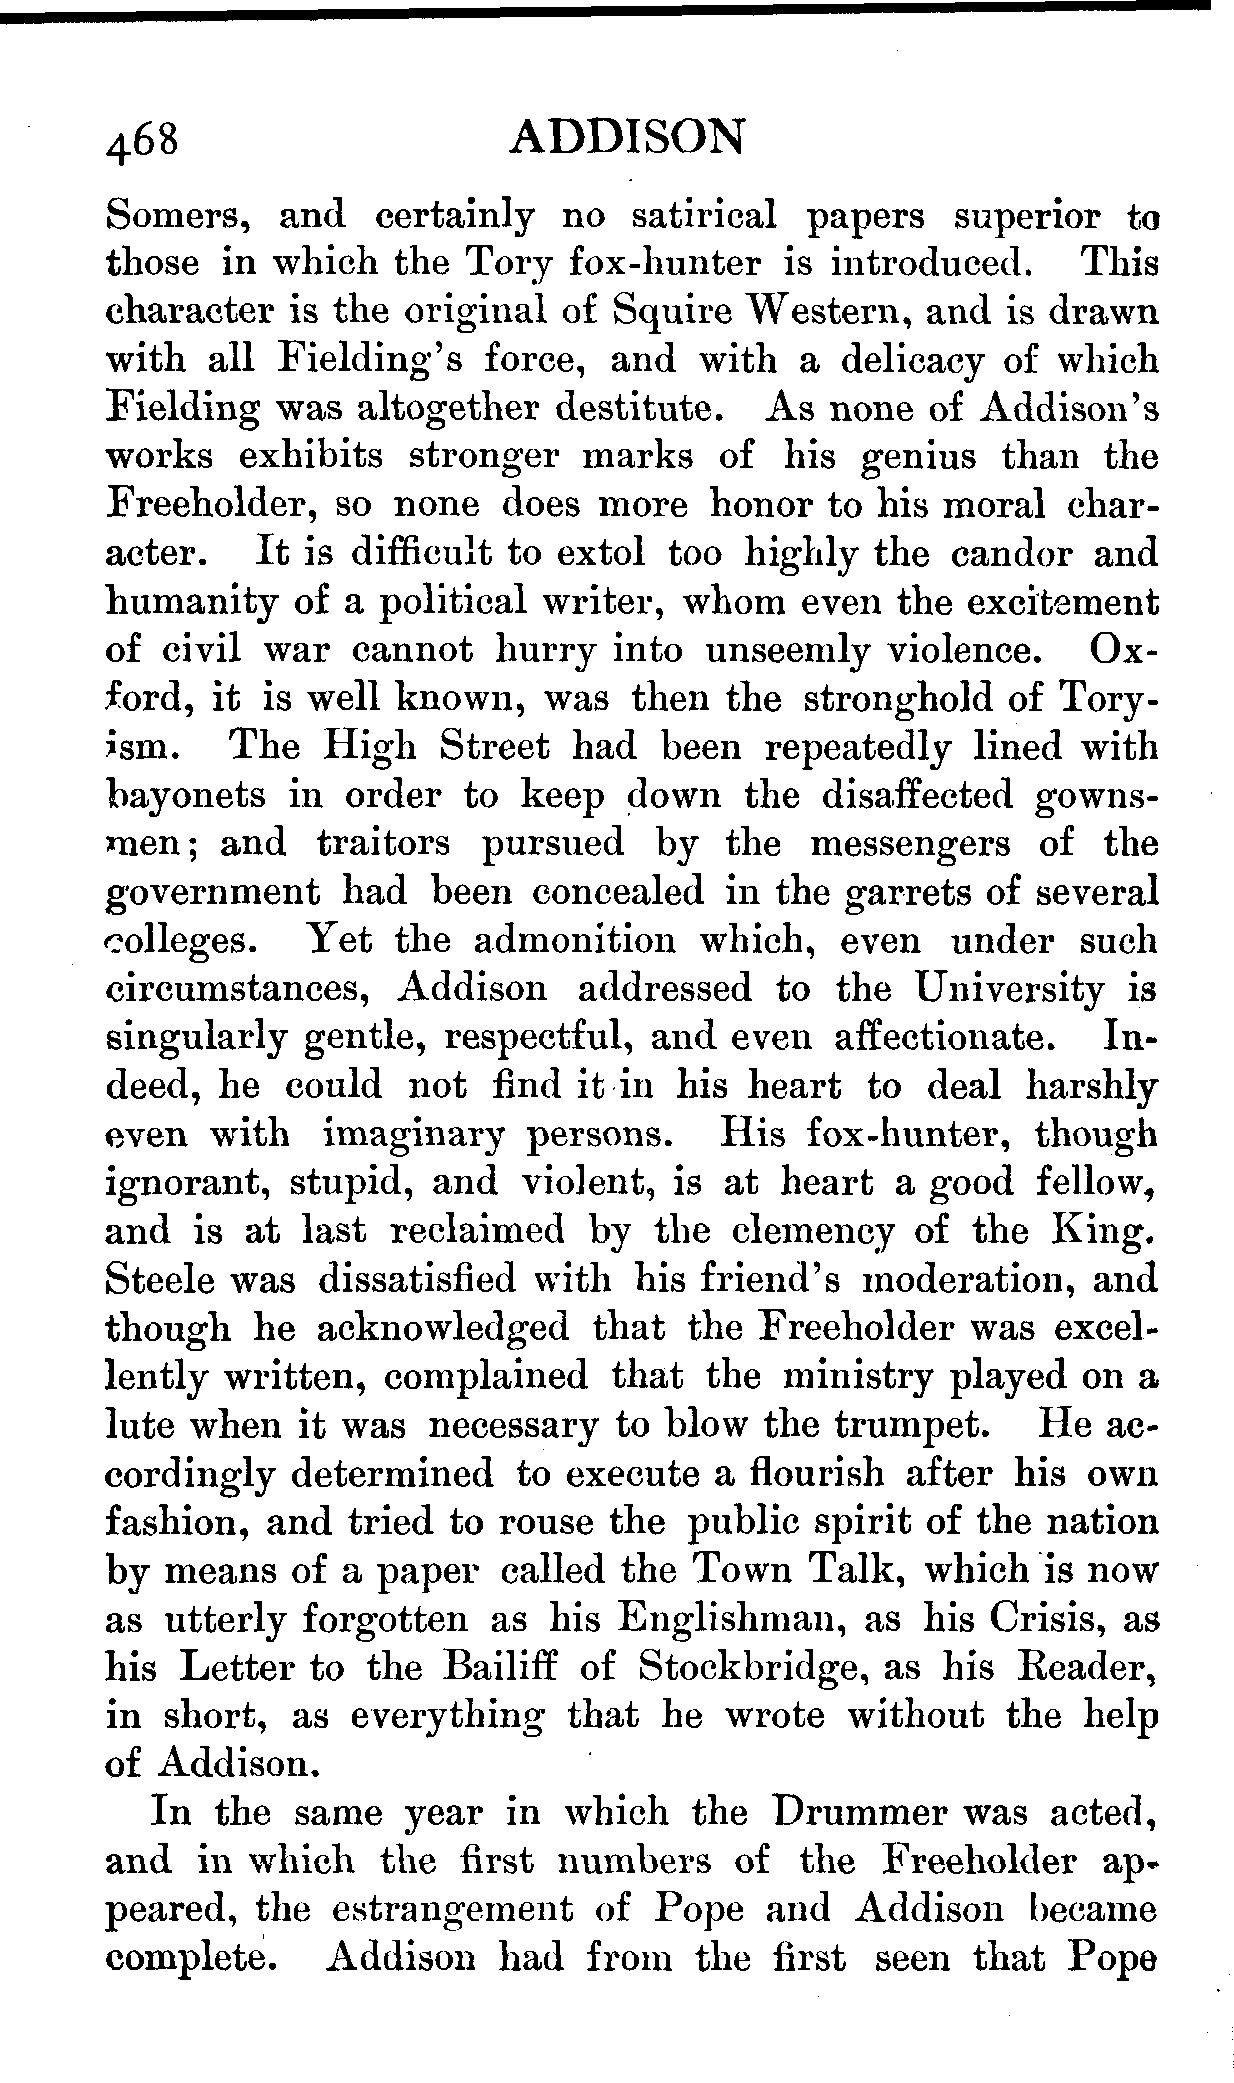 468 ADDISON
Somers, and certainly no satirical papers superior to
those in which the Tory fox-hunter is introduced. This
character is the original of Squire Western, and is drawn
with all Fielding's force, and with a delicacy of which
Fielding was altogether destitute. As none of Addison's
works exhibits stronger marks of his genius than the
Freeholder, so none does more honor to his moral char-
acter. It is difficult to extol too highly the candor and
humanity of a political writer, whom even the excitement
of civil war cannot hurry into unseemly violence. Ox-
ford, it is well known, was then the stronghold of Tory-
ism. The High Street had been repeatedly lined with
bayonets in order to keep down the disaffected gowns-
men; and traitors pursued by the messengers of the
government had been concealed in the garrets of several
colleges. Yet the admonition which, even under such
circumstances, Addison addressed to the University is
singularly gentle, respectful, and even affectionate. In-
deed, he could not find it in his heart to deal harshly
even with imaginary persons. His fox-hunter, though
ignorant, stupid, and violent, is at heart a good fellow,
and is at last reclaimed by the clemency of the King.
Steele was dissatisfied with his friend's moderation, and
though he acknowledged that the Freeholder was excel-
lently written, complained that the ministry played on a
lute when it was necessary to blow the trumpet. He ac-
cordingly determined to execute a flourish after his own
fashion, and tried to rouse the public spirit of the nation
by means of a paper called the Town Talk, which is now
as utterly forgotten as his Englishman, as his Crisis, as
his Letter to the Bailiff of Stockbridge, as his Reader,
in short, as everything that he wrote without the help
of Addison.
In the same year in which the Drummer was acted,
and in which the first numbers of the Freeholder ap-
peared, the estrangement of Pope and Addison became
complete. Addison had from the first seen that Pope